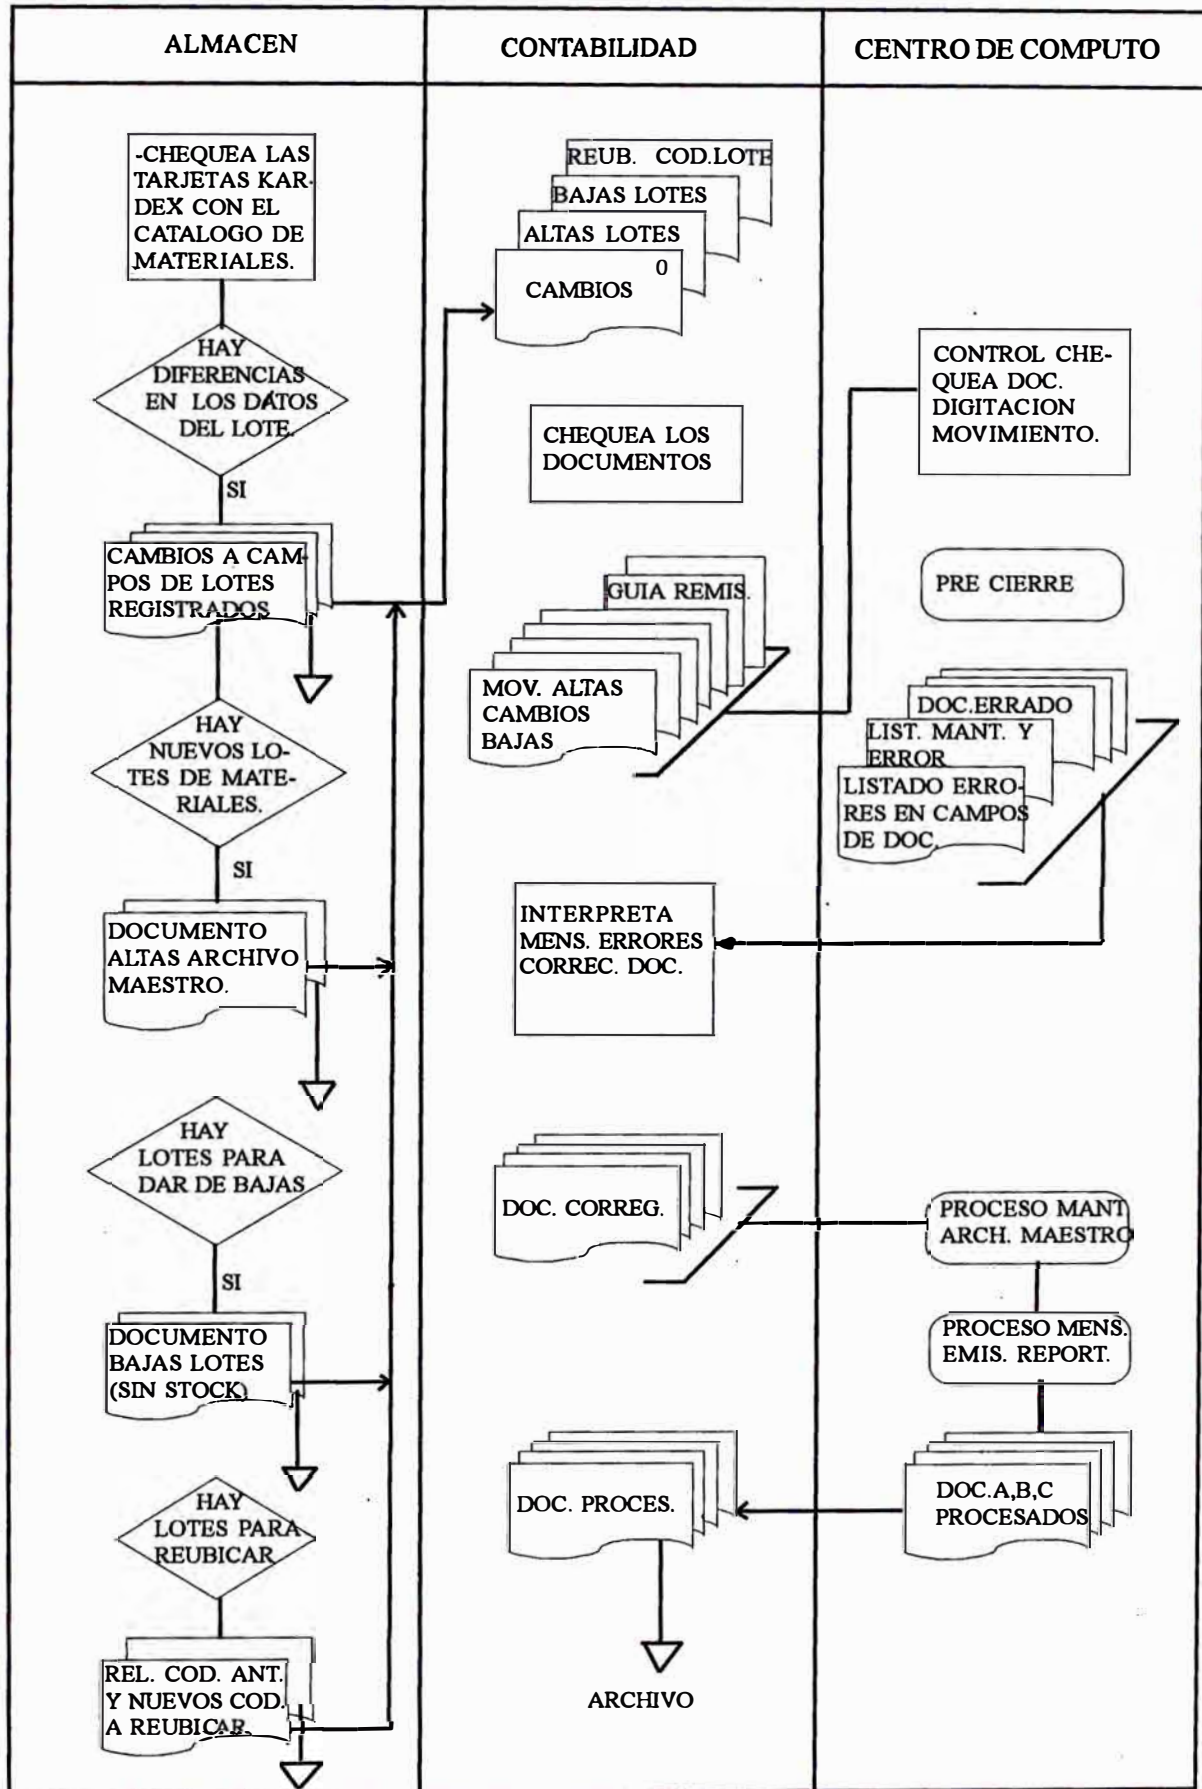 ALMACEN
CONTABILIDAD
CENTRO DE COMPUTO
-CHEQUEA LAS
TARJETAS KAR-
DEX CON EL
CATALOGO DE
MATERIALES.
HAY
DIFERENCIAS
EN LOS DATOS
DEL LOTE.
SI
CAMBIOS A CAM-
POS DE LOTES
REGISTRADOS
HAY
NUEVOS LO-
TES DE MATE-
RIALES.
SI
DOCUMENTO
ALTAS ARCHIVO
MAESTRO.
HAY
LOTES PARA
DAR DE BAJAS
SI
DOCUMENTO
BAJAS LOTES
(SIN STOCK)
HAY
LOTES PARA
REUBICAR
REL. COD. ANT.
Y NUEVOS COD.
A REUBICAR.
REUB. COD.LOTE
BAJAS LOTES
ALTAS LOTES
0
CAMBIOS
CHEQUEA LOS
DOCUMENTOS
GUIA REMIS.
MOV. ALTAS
CAMBIOS
BAJAS
INTERPRETA
MENS. ERRORES
CORREC. DOC.
DOC. CORREG.
DOC. PROCES.
ARCHIVO
CONTROL CHE-
QUEA DOC.
DIGITACION
MOVIMIENTO.
PRE CIERRE
DOC.ERRADO
LIST. MANT. Y
ERROR
LISTADO ERRO-
RES EN CAMPOS
DE DOC.
PROCESO MANT
ARCH. MAESTRO
PROCESO MENS.
EMIS. REPORT.
DOC.A,B,C
PROCESADOS